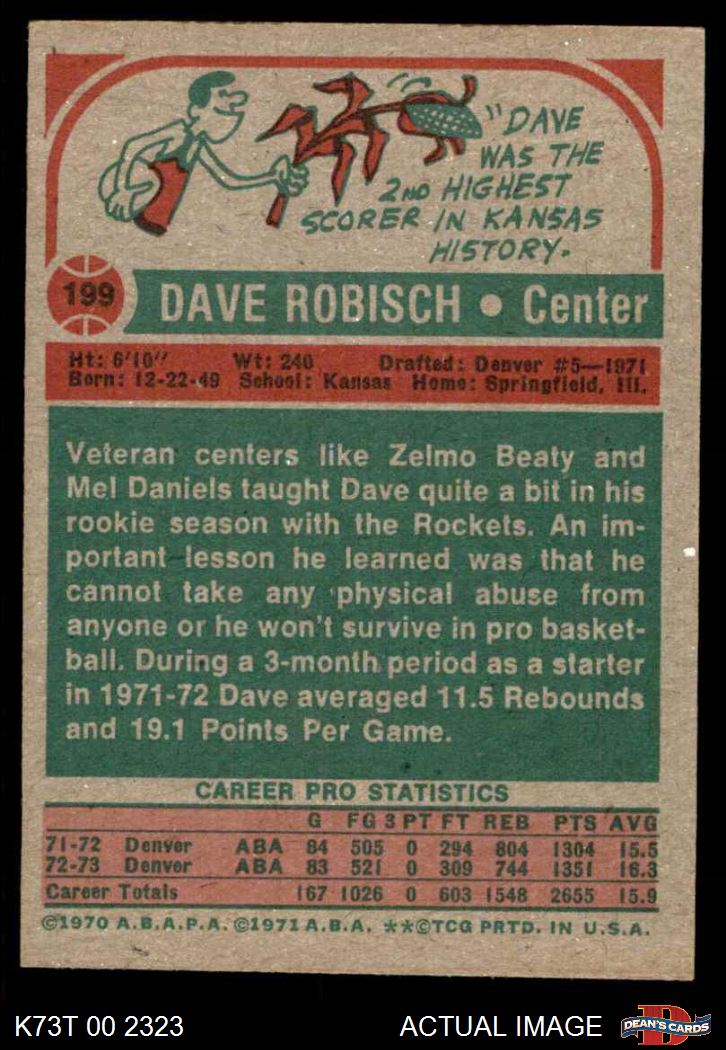 "DAVE
WAS THE
2ND HIGHEST
SCORER IN KANSAS
HISTORY.
199
DAVE ROBISCH • Center
Ht: 6'10" Wt: 240 Drafted: Denver #5—1971
Born: 12-22-49 School: Kansas Home: Springfield, Ill.
Veteran centers like Zelmo Beaty and
Mel Daniels taught Dave quite a bit in his
rookie season with the Rockets. An im-
portant lesson he learned was that he
cannot take any physical abuse from
anyone or he won't survive in pro basket-
ball. During a 3-month period as a starter
in 1971-72 Dave averaged 11.5 Rebounds
and 19.1 Points Per Game.
CAREER PRO STATISTICS
G FG 3 PT FT REB PTS AVG
71-72 Denver ABA 84 505 0 294 804 1304 15.5
72-73 Denver ABA 83 521 0 309 744 1351 16.3
Career Totals 167 1026 0 603 1548 2655 15.9
©1970 A.B.A.P.A. ©1971 A.B.A. **©TCG PRTD. IN U.S.A.
K73T 00 2323 ACTUAL IMAGE
D
DEAN'S CARDS